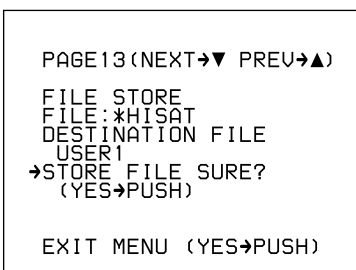 PAGE13(NEXT→▼ PREV→▲)
FILE STORE
FILE:*HISAT
DESTINATION FILE
USER1
→STORE FILE SURE?
(YES→PUSH)
EXIT MENU (YES→PUSH)